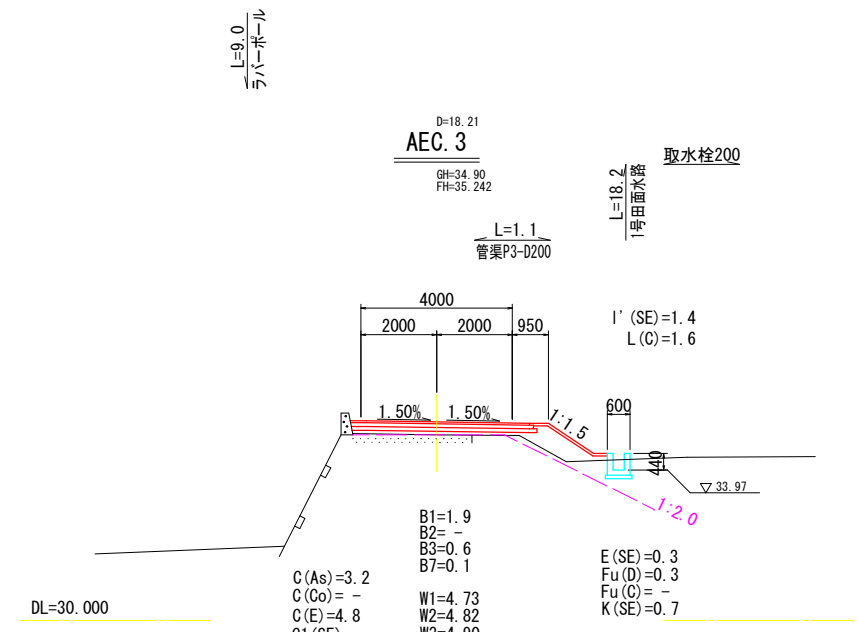 L=9.0
ラバーポール
D=18.21
AEC.3
GH=34.90
FH=35.242
取水栓200
L=18.2
1号田面水路
L=1.1
管渠P3-D200
4000
2000
2000
950
l'(SE)=1.4
L(C)=1.6
1.50%
1.50%
1:1.5
600
440
33.97
1:2.0
B1=1.9
B2= -
B3=0.6
B7=0.1
E(SE)=0.3
Fu(D)=0.3
Fu(C)= -
K(SE)=0.7
C(As)=3.2
C(Co)= -
C(E)=4.8
W1=4.73
W2=4.82
DL=30.000